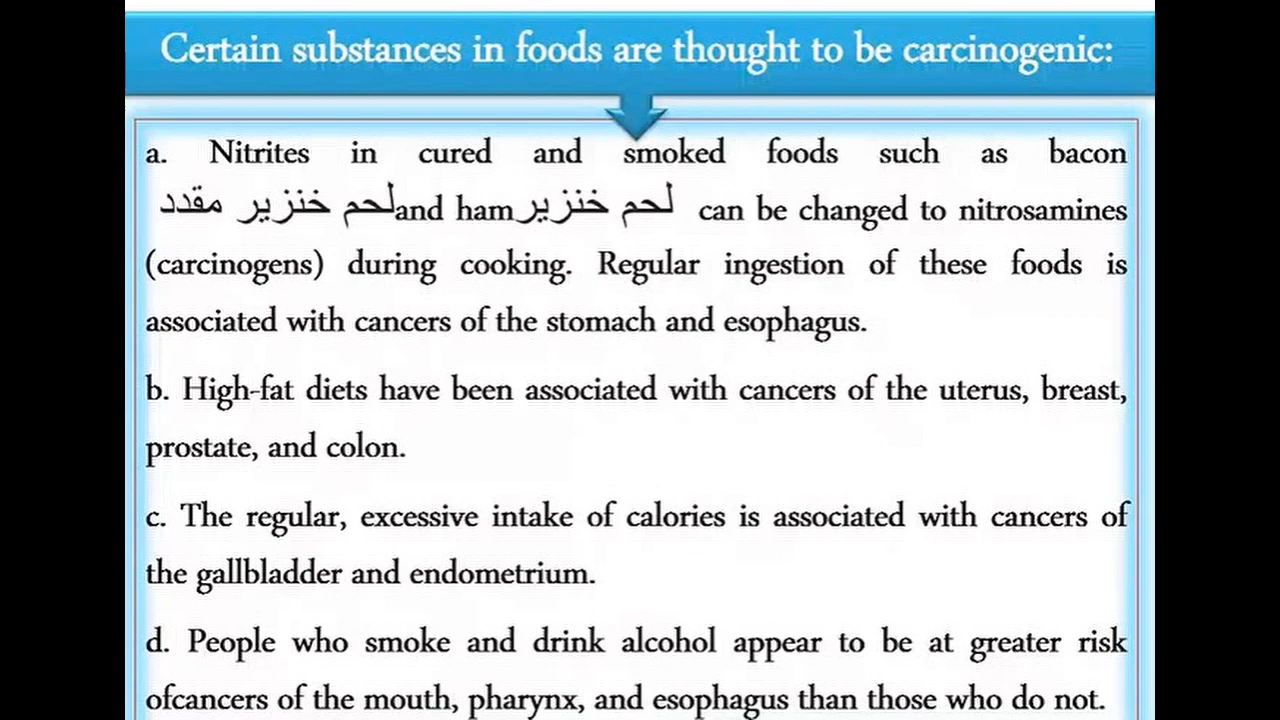 Certain substances in foods are thought to be carcinogenic:
a. Nitrites in cured and smoked foods such as bacon
لحم خنزير مقدد and ham لحم خنزير can be changed to nitrosamines
(carcinogens) during cooking. Regular ingestion of these foods is
associated with cancers of the stomach and esophagus.
b. High-fat diets have been associated with cancers of the uterus, breast,
prostate, and colon.
c. The regular, excessive intake of calories is associated with cancers of
the gallbladder and endometrium.
d. People who smoke and drink alcohol appear to be at greater risk
ofcancers of the mouth, pharynx, and esophagus than those who do not.